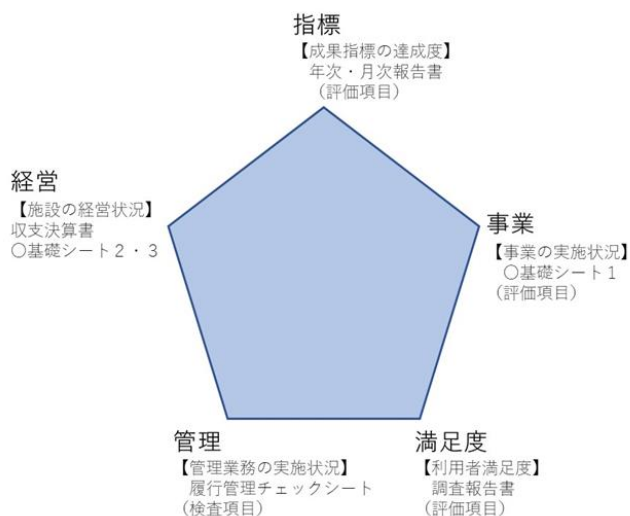 指標
【成果指標の達成度】
年次・月次報告書
(評価項目)
経営
【施設の経営状況】
収支決算書
○基礎シート２・３
事業
【事業の実施状況】
○基礎シート１
(評価項目)
管理
【管理業務の実施状況】
履行管理チェックシート
(検査項目)
満足度
【利用者満足度】
調査報告書
(評価項目)